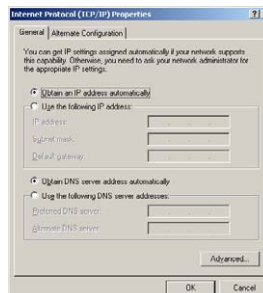 Internet Protocol (TCP/IP) Properties
General
Alternate Configuration
You can get IP settings assigned automatically if your network supports
this capability. Otherwise, you need to ask your network administrator for
the appropriate IP settings.
Obtain an IP address automatically
Use the following IP address:
IP address:
Subnet mask:
Default gateway:
Obtain DNS server address automatically
Use the following DNS server addresses:
Preferred DNS server:
Alternate DNS server:
Advanced...
OK
Cancel